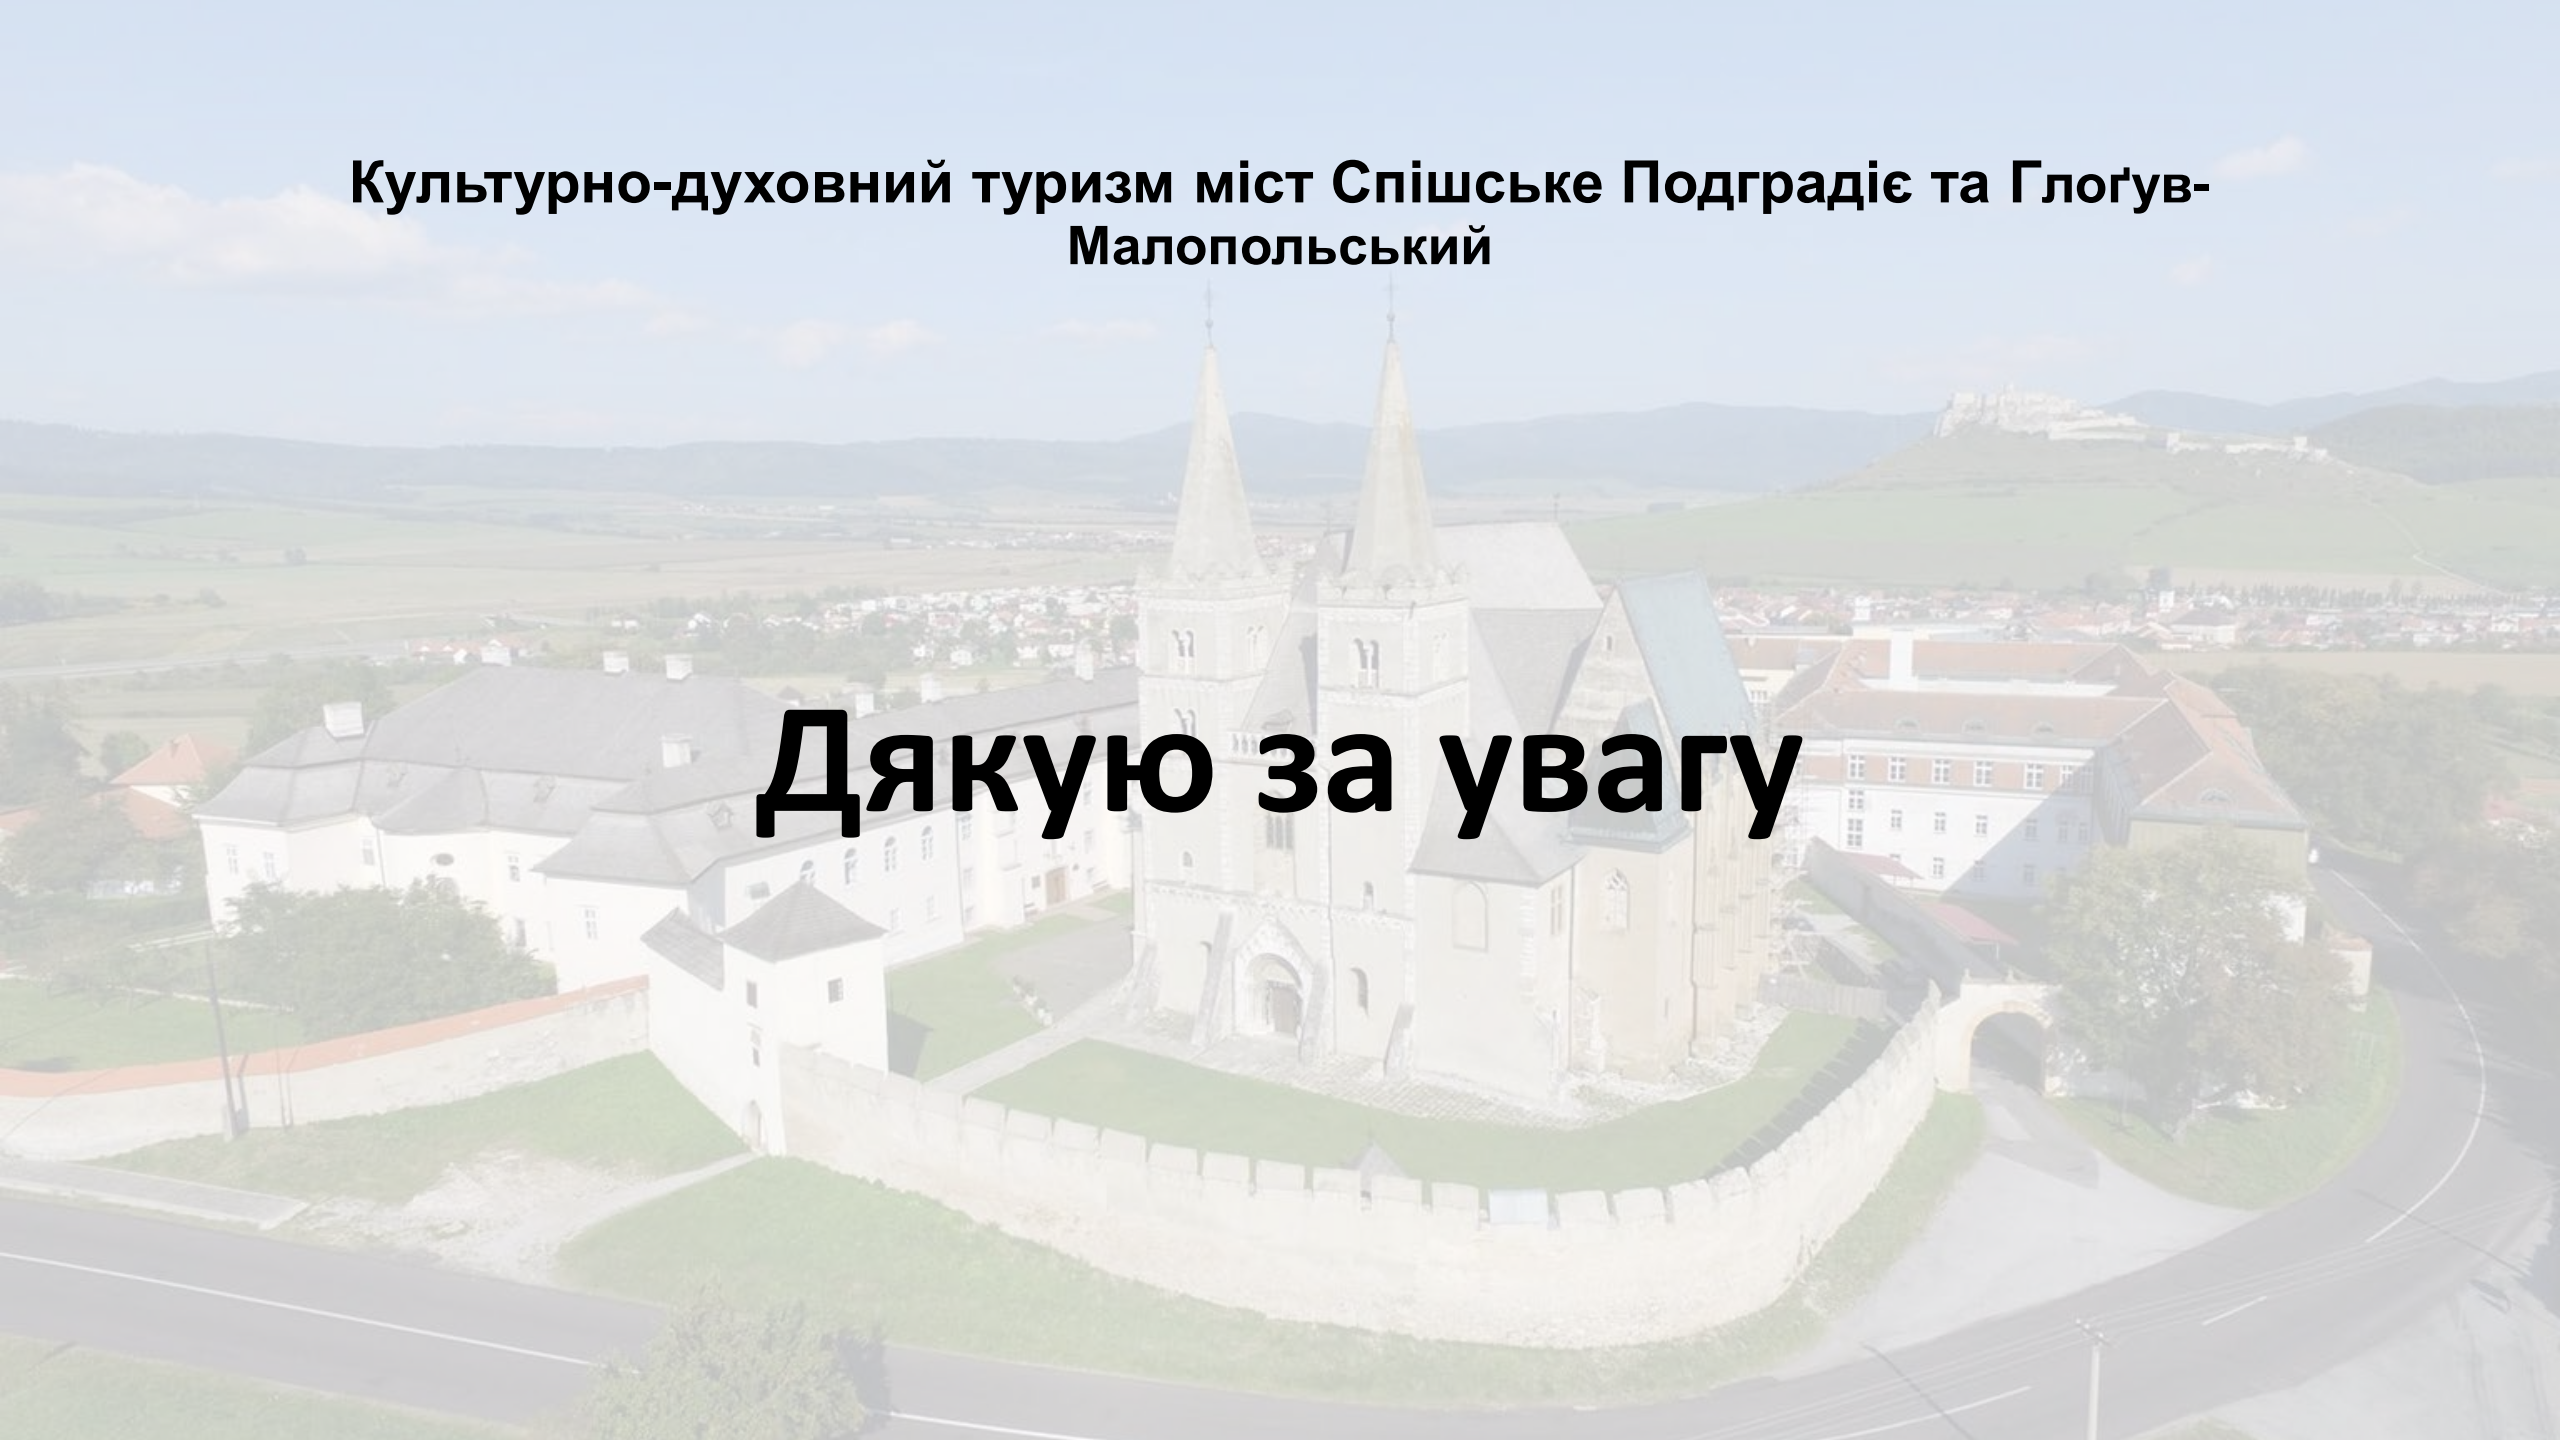 Культурно-духовний туризм міст Спішське Подградіє та Глоґув-
Малопольський
Дякую за увагу